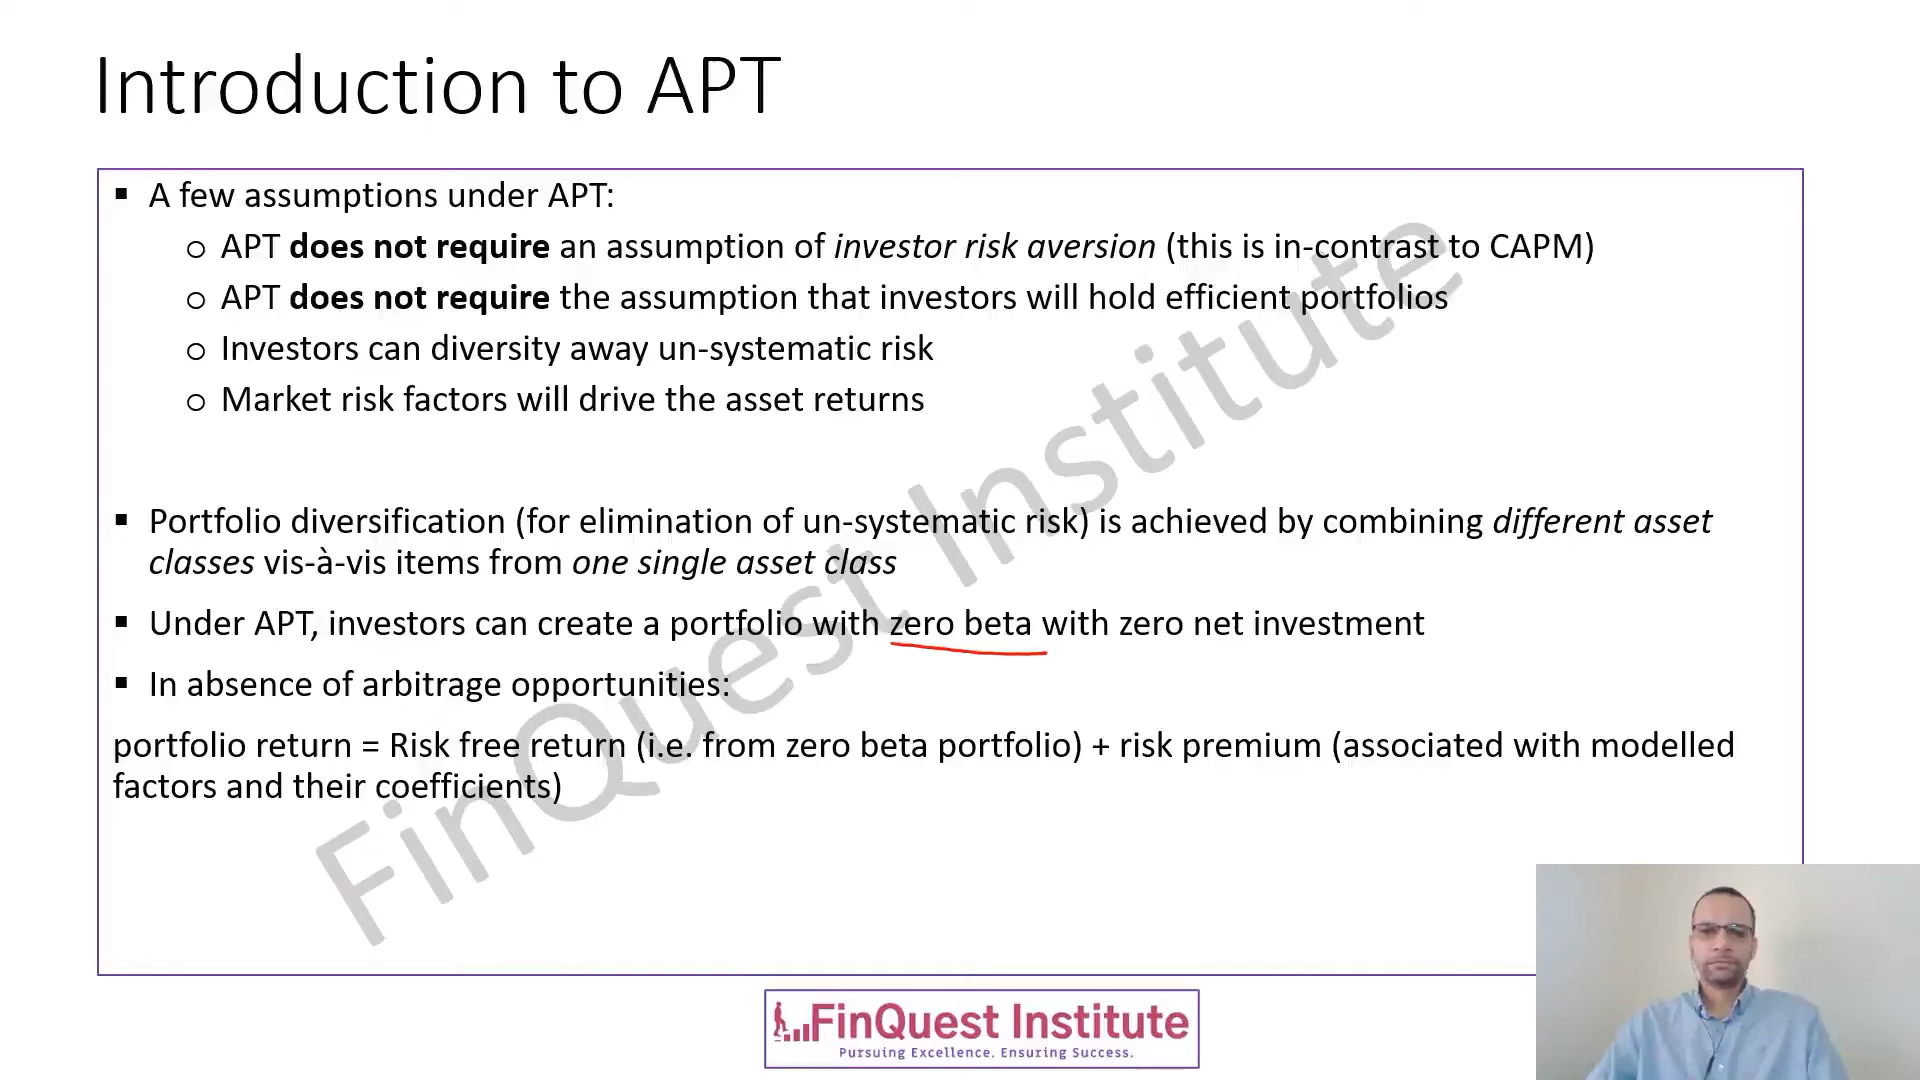 Introduction to APT
▪ A few assumptions under APT:
o APT does not require an assumption of investor risk aversion (this is in-contrast to CAPM)
o APT does not require the assumption that investors will hold efficient portfolios
o Investors can diversity away un-systematic risk
o Market risk factors will drive the asset returns
▪ Portfolio diversification (for elimination of un-systematic risk) is achieved by combining different asset
classes vis-à-vis items from one single asset class
▪ Under APT, investors can create a portfolio with zero beta with zero net investment
▪ In absence of arbitrage opportunities:
portfolio return = Risk free return (i.e. from zero beta portfolio) + risk premium (associated with modelled
factors and their coefficients)
FinQuest Institute
FinQuest Institute
Pursuing Excellence. Ensuring Success.